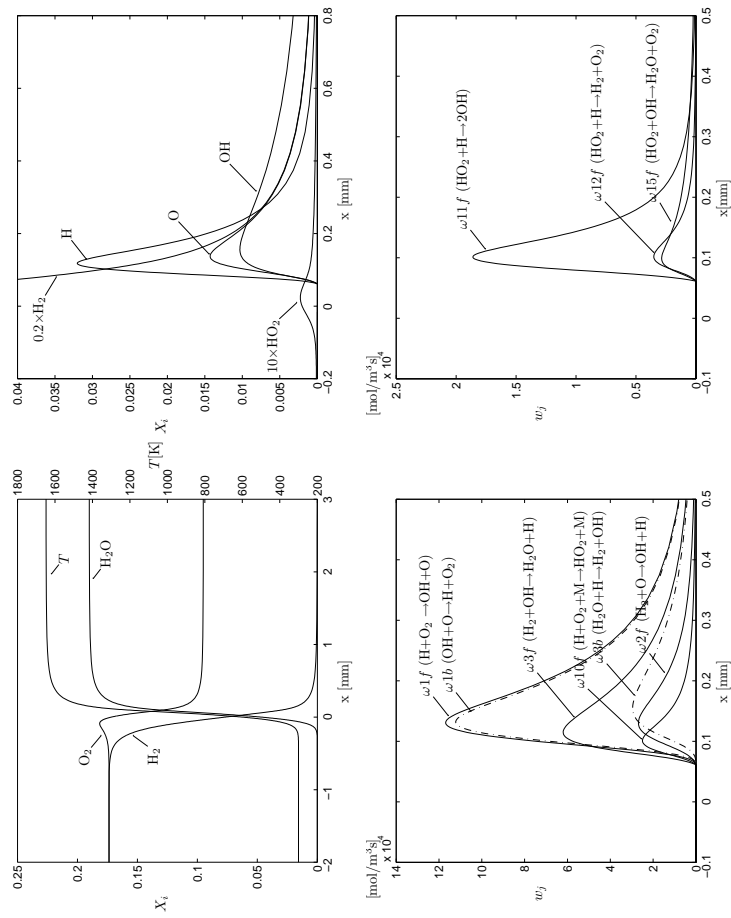 0.25
0.2
0.15
0.1
0.05
0
X_i
1800
1600
1400
1200
1000
800
600
400
200
T[K]
T
H₂O
O₂
H₂
−2
−1
0
1
2
3
x [mm]
0.04
0.035
0.03
0.025
0.02
0.015
0.01
0.005
0
X_i
0.2×H₂
H
O
OH
10×HO₂
−0.2
0
0.2
0.4
0.6
0.8
x [mm]
[mol/m³s]
x 10⁴
14
12
10
8
6
4
2
0
w_j
ω1f (H+O₂→OH+O)
ω1b (OH+O→H+O₂)
ω3f (H₂+OH→H₂O+H)
ω10f (H+O₂+M→HO₂+M)
ω3b (H₂O+H→H₂+OH)
ω2f (H₂+O→OH+H)
−0.1
0
0.1
0.2
0.3
0.4
0.5
x [mm]
[mol/m³s]
x 10⁴
2.5
2
1.5
1
0.5
0
w_j
ω11f (HO₂+H→2OH)
ω12f (HO₂+H→H₂+O₂)
ω15f (HO₂+OH→H₂O+O₂)
−0.1
0
0.1
0.2
0.3
0.4
0.5
x[mm]